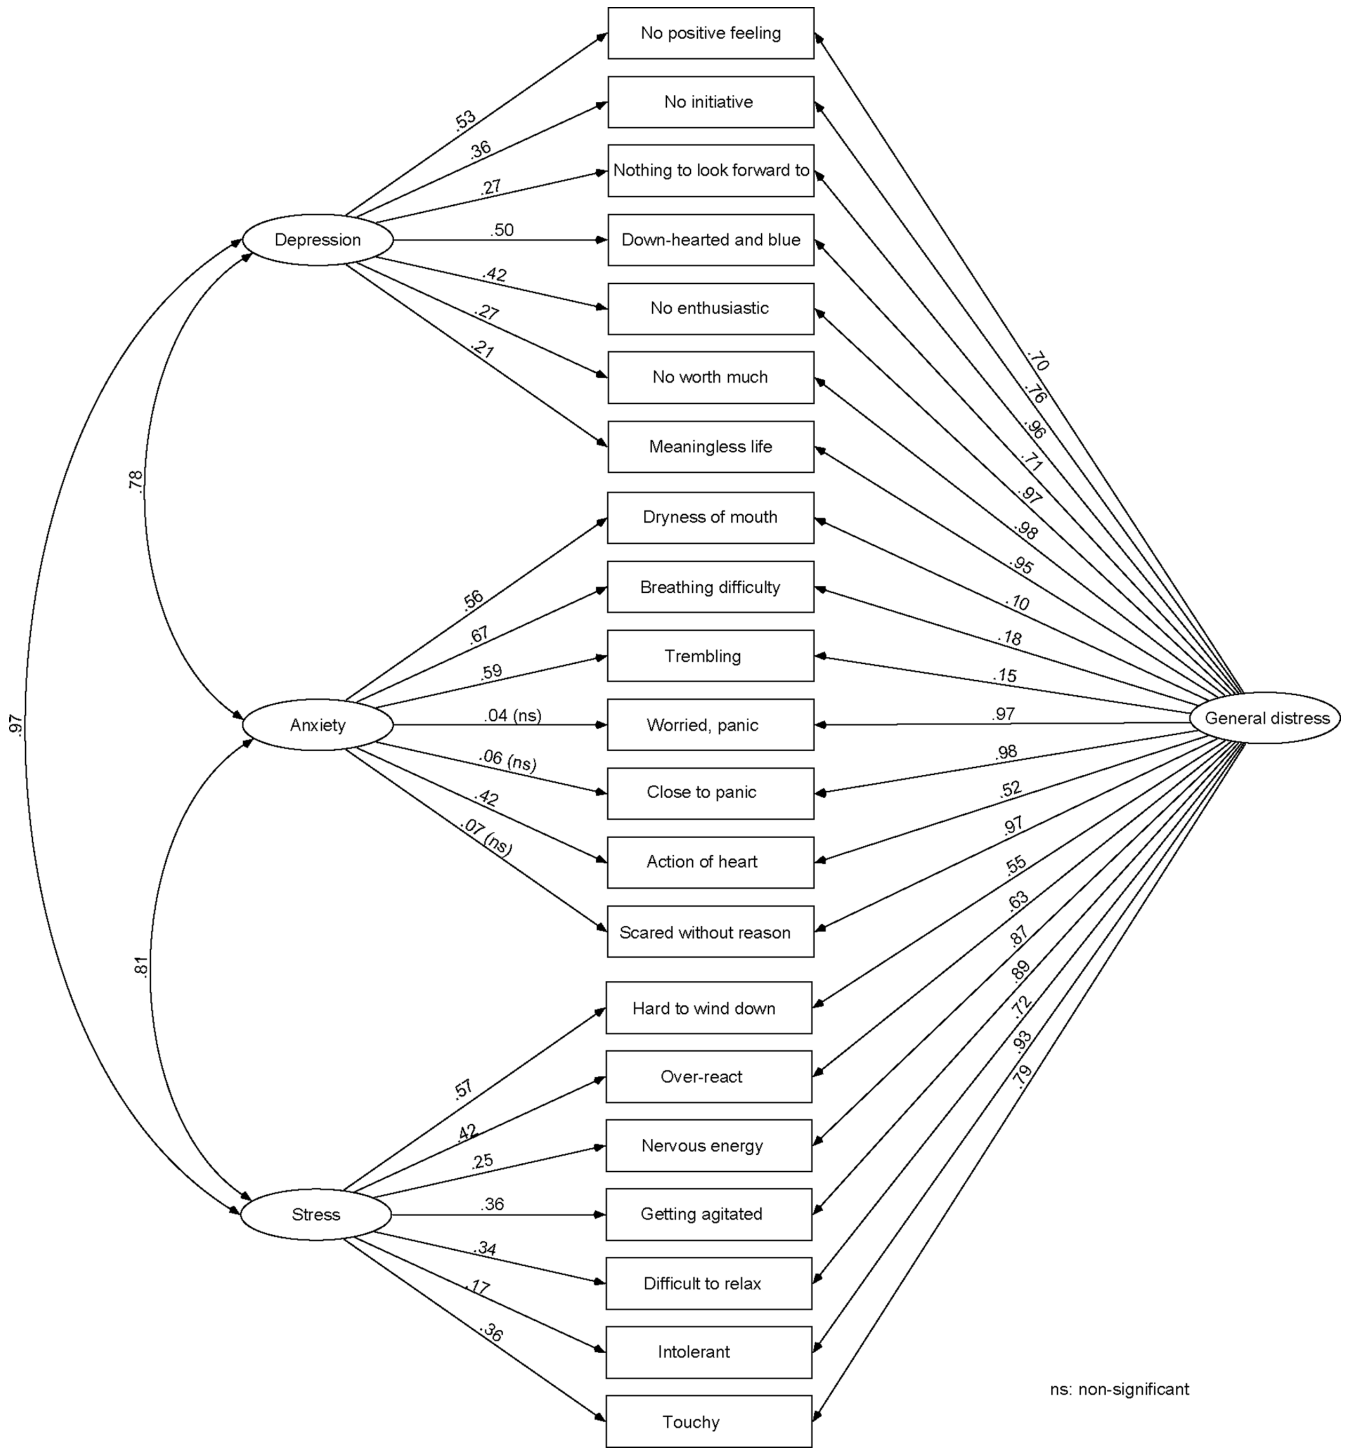 No positive feeling
No initiative
Nothing to look forward to
Down-hearted and blue
No enthusiastic
No worth much
Meaningless life
Dryness of mouth
Breathing difficulty
Trembling
Worried, panic
Close to panic
Action of heart
Scared without reason
Hard to wind down
Over-react
Nervous energy
Getting agitated
Difficult to relax
Intolerant
Touchy
Depression
.53
.36
.27
.50
.42
.27
.21
Anxiety
.56
.67
.59
.04 (ns)
.06 (ns)
.42
.07 (ns)
Stress
.57
.42
.25
.36
.34
.17
.36
.97
.78
.81
General distress
.70
.76
.96
.71
.97
.98
.95
.10
.18
.15
.97
.98
.52
.97
.55
.63
.87
.89
.72
.93
.79
ns: non-significant